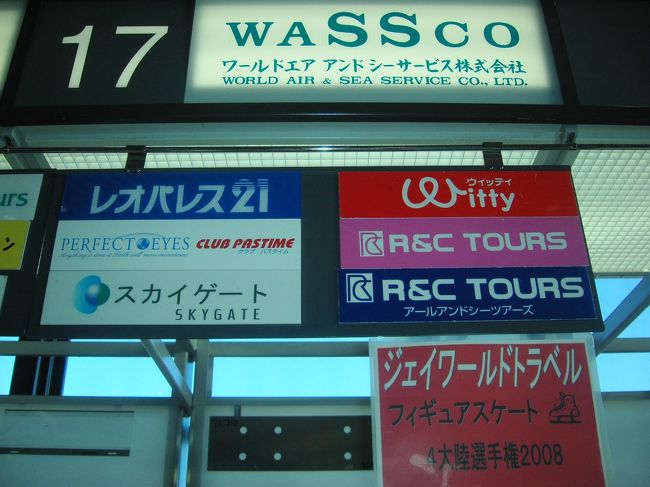 17
WASSCO
ワールドエア アンド シーサービス株式会社
WORLD AIR & SEA SERVICE CO., LTD.
urs
ン
レオパレス21
PERFECT EYES
CLUB PASTIME
クラブ パスタイム
スカイゲート
SKYGATE
ウィッティ
Witty
R&C TOURS
R&C TOURS
アールアンドシーツアーズ
ジェイワールドトラベル
フィギュアスケート
4大陸選手権2008